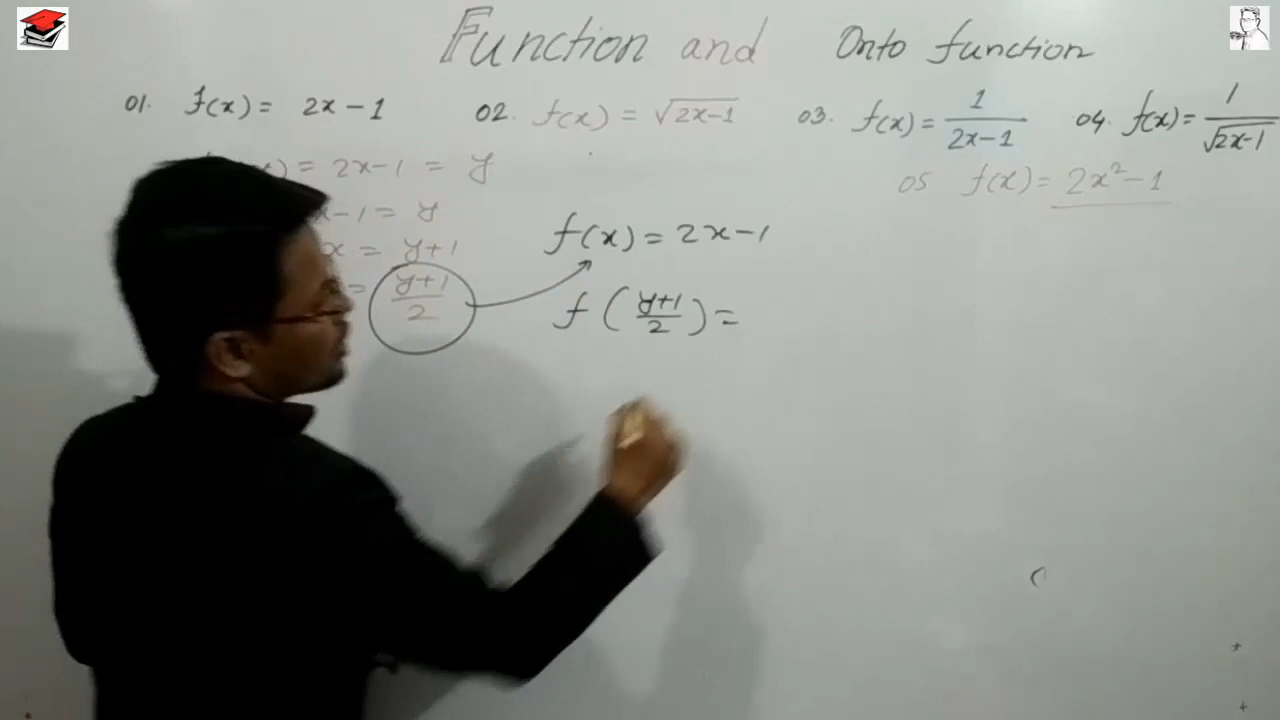 Function and Onto function
01. f(x) = 2x-1
02. f(x) = √2x-1
03. f(x) = 1/2x-1
04. f(x) = 1/√2x-1
05 f(x) = 2x²-1
) = 2x-1 = y
x-1 = y
x = y+1
= y+1/2
f(x) = 2x-1
f(y+1/2) =